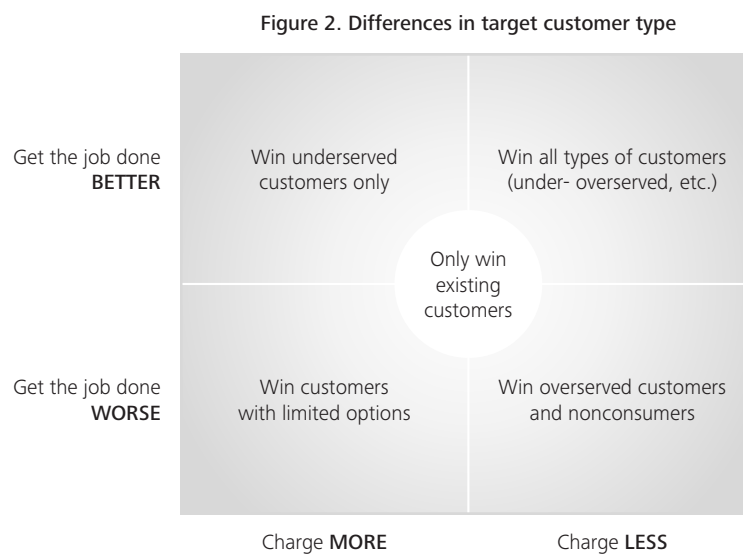 Figure 2. Differences in target customer type
Get the job done
BETTER
Win underserved
customers only
Win all types of customers
(under- overserved, etc.)
Only win
existing
customers
Get the job done
WORSE
Win customers
with limited options
Win overserved customers
and nonconsumers
Charge MORE
Charge LESS